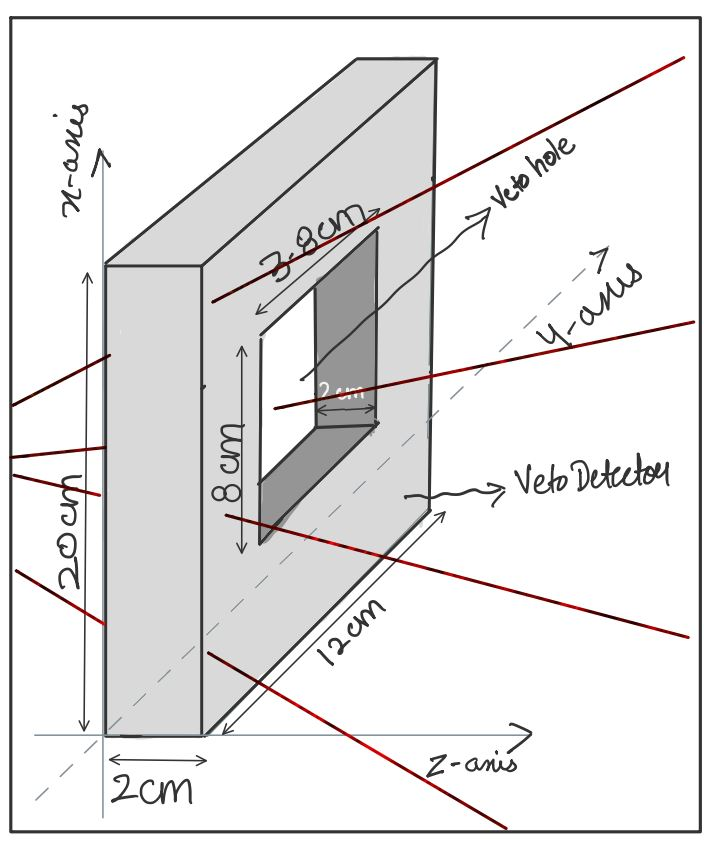 x-axis
Veto hole
3.8cm
y-axis
2cm
8cm
Veto Detector
20cm
12cm
z-axis
2cm